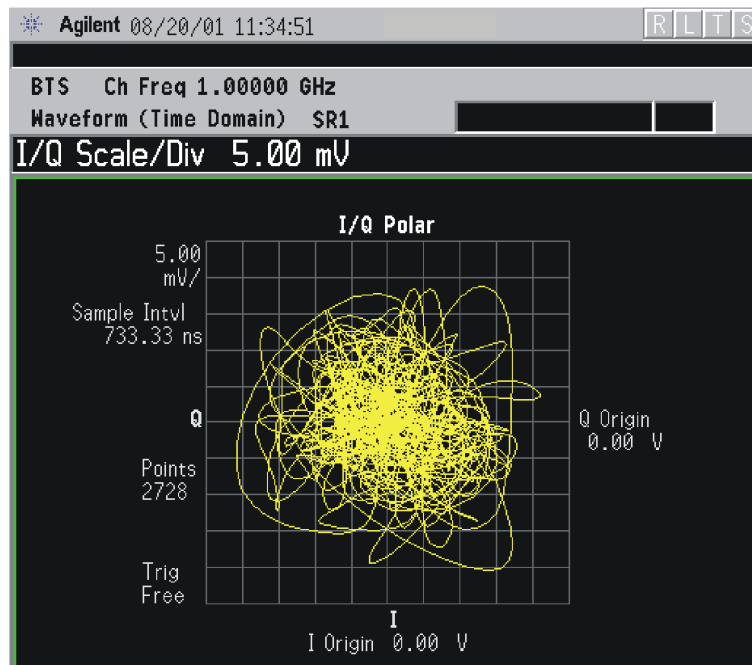 Agilent 08/20/01 11:34:51 R L T S
BTS Ch Freq 1.00000 GHz
Waveform (Time Domain) SR1
I/Q Scale/Div 5.00 mV
I/Q Polar
5.00
mV/
Sample Intvl
733.33 ns
Q
Q Origin
0.00 V
Points
2728
Trig
Free
I
I Origin 0.00 V